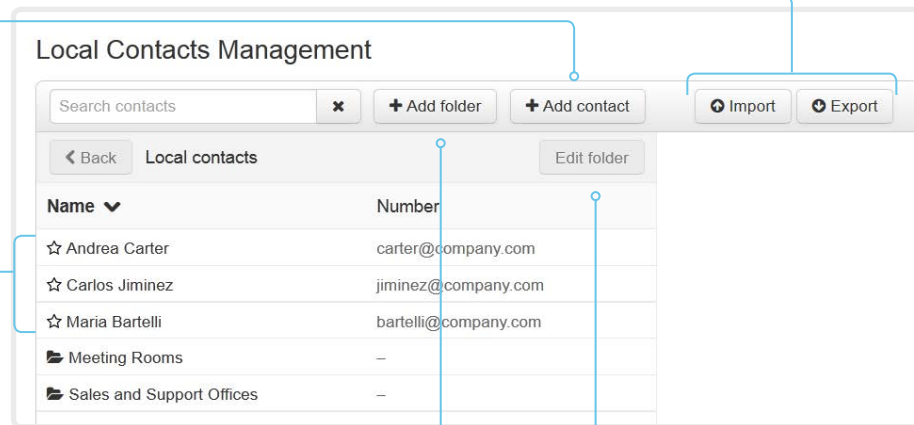 Local Contacts Management
Search contacts
Add folder
Add contact
Import
Export
Back
Local contacts
Edit folder
Name
Number
Andrea Carter
carter@company.com
Carlos Jiminez
jiminez@company.com
Maria Bartelli
bartelli@company.com
Meeting Rooms
–
Sales and Support Offices
–